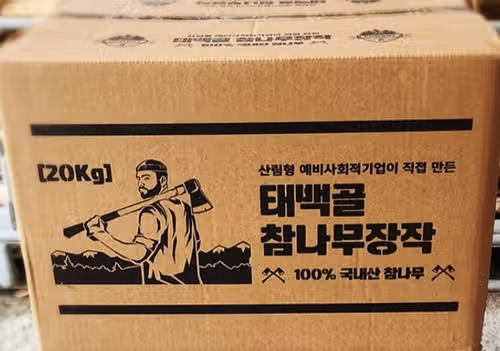 [20Kg]
산림형 예비사회적기업이 직접 만든
태백골
참나무장작
100% 국내산 참나무